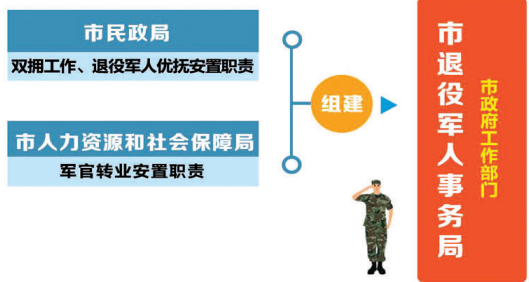 市民政局
双拥工作、退役军人优抚安置职责
市人力资源和社会保障局
军官转业安置职责
组建
市退役军人事务局
市政府工作部门